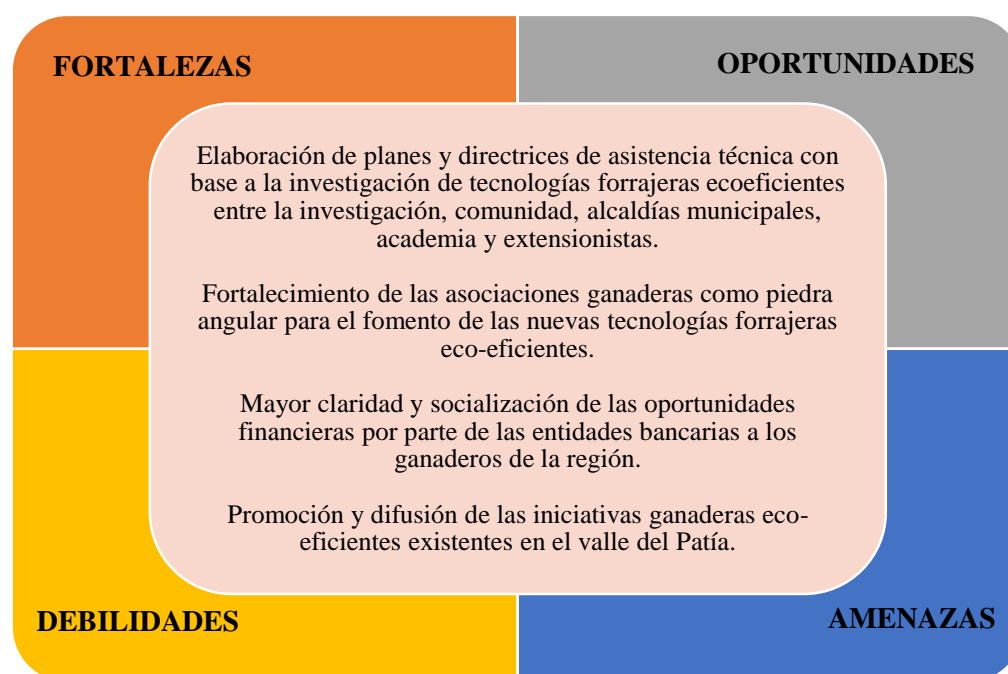 FORTALEZAS
OPORTUNIDADES
Elaboración de planes y directrices de asistencia técnica con
base a la investigación de tecnologías forrajeras ecoeficientes
entre la investigación, comunidad, alcaldías municipales,
academia y extensionistas.
Fortalecimiento de las asociaciones ganaderas como piedra
angular para el fomento de las nuevas tecnologías forrajeras
eco-eficientes.
Mayor claridad y socialización de las oportunidades
financieras por parte de las entidades bancarias a los
ganaderos de la región.
Promoción y difusión de las iniciativas ganaderas eco-
eficientes existentes en el valle del Patía.
DEBILIDADES
AMENAZAS